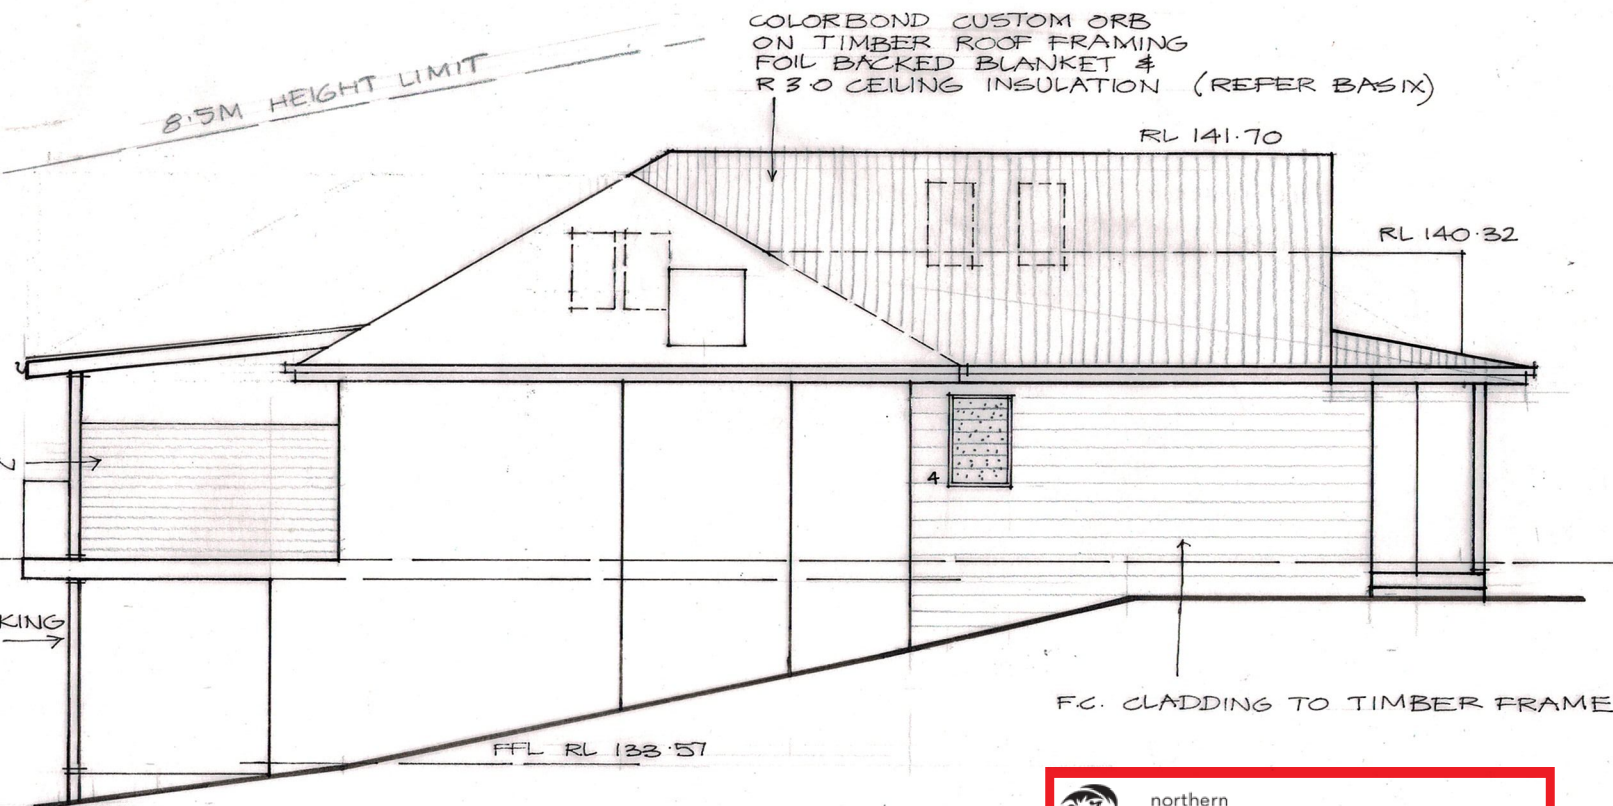 COLORBOND CUSTOM ORB
ON TIMBER ROOF FRAMING
FOIL BACKED BLANKET &
R 3.0 CEILING INSULATION (REFER BASIX)
8.5M HEIGHT LIMIT
RL 141.70
RL 140.32
4
KING
F.C. CLADDING TO TIMBER FRAME
FFL RL 133.57
northern